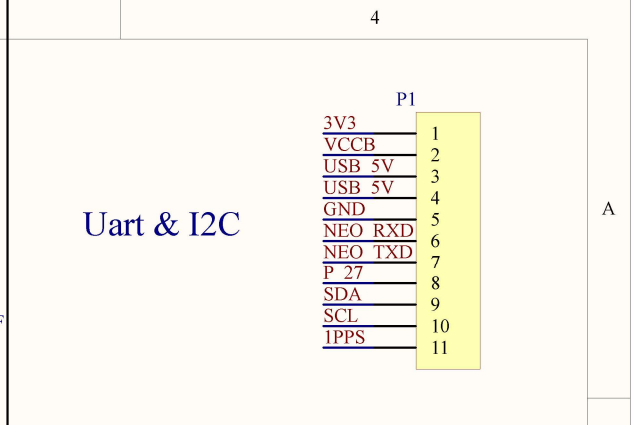 4
P1
3V3 1
VCCB 2
USB 5V 3
USB 5V 4
GND 5
NEO RXD 6
NEO TXD 7
P 27 8
SDA 9
SCL 10
1PPS 11
Uart & I2C
A